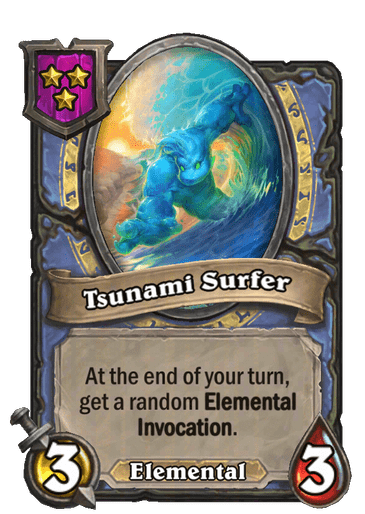 Tsunami Surfer
At the end of your turn,
get a random Elemental
Invocation.
3
Elemental
3